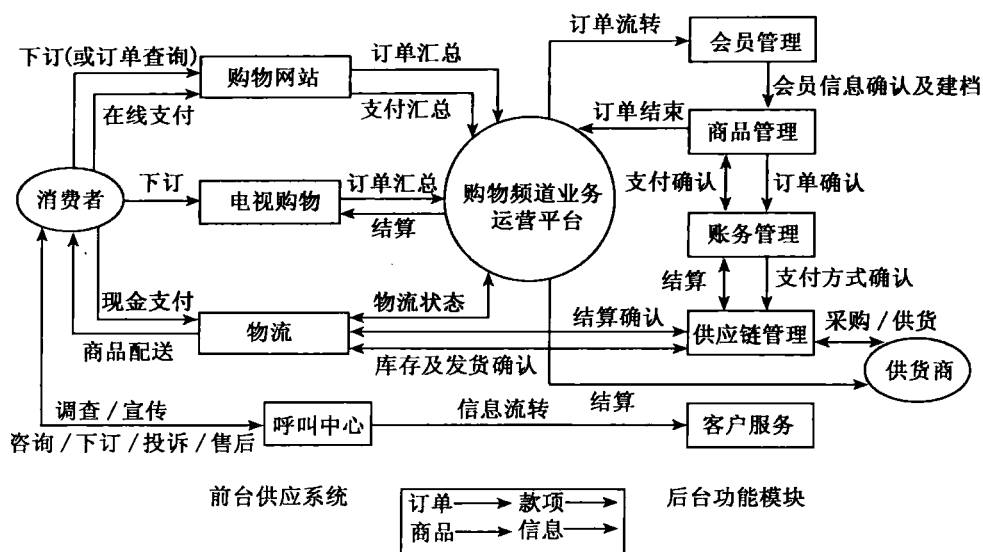 下订(或订单查询)
购物网站
订单汇总
订单流转
会员管理
在线支付
支付汇总
会员信息确认及建档
订单结束
商品管理
消费者
下订
电视购物
订单汇总
结算
购物频道业务
运营平台
支付确认
订单确认
账务管理
现金支付
物流
物流状态
结算
支付方式确认
商品配送
结算确认
供应链管理
采购/供货
库存及发货确认
供货商
结算
调查/宣传
咨询/下订/投诉/售后
呼叫中心
信息流转
客户服务
前台供应系统
订单
款项
商品
信息
后台功能模块